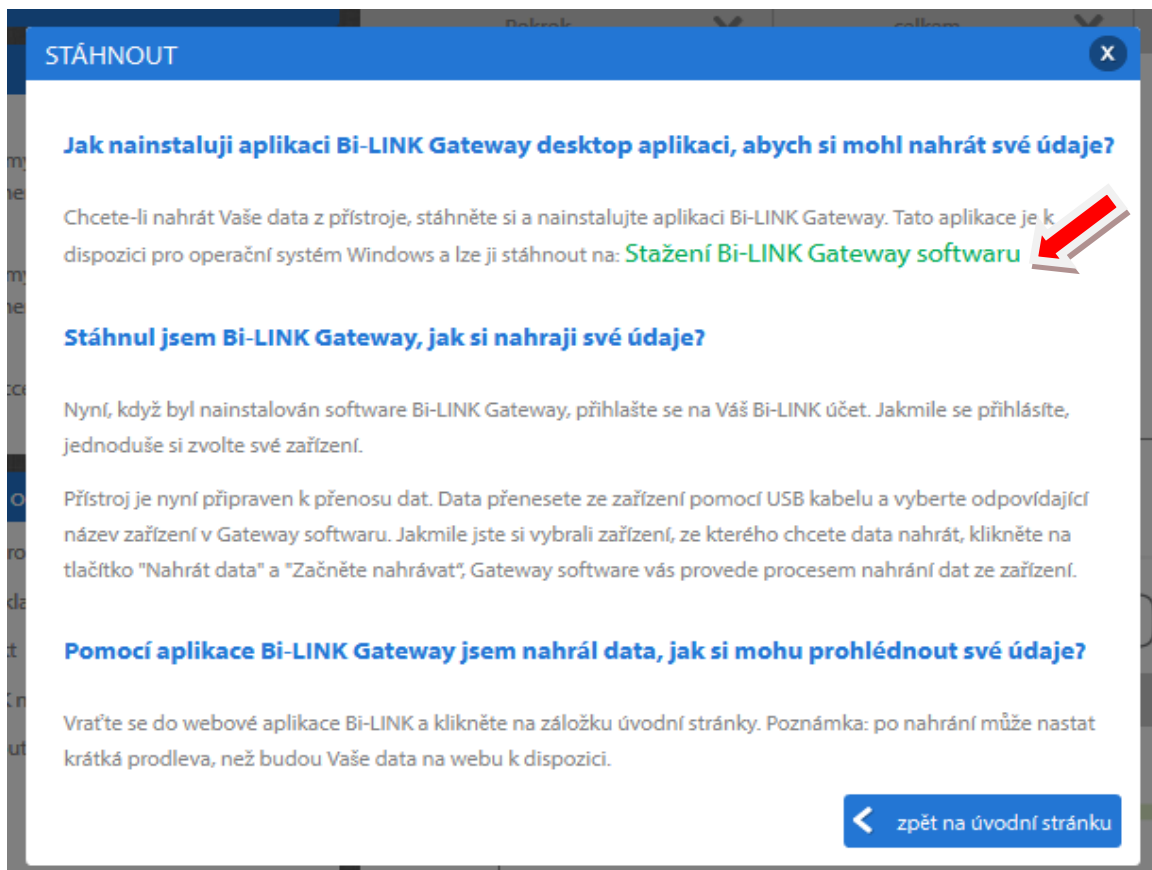 Pokrok
celkem
STÁHNOUT
X
Jak nainstaluji aplikaci Bi-LINK Gateway desktop aplikaci, abych si mohl nahrát své údaje?
Chcete-li nahrát Vaše data z přístroje, stáhněte si a nainstalujte aplikaci Bi-LINK Gateway. Tato aplikace je k
dispozici pro operační systém Windows a lze ji stáhnout na: Stažení Bi-LINK Gateway softwaru
Stáhnul jsem Bi-LINK Gateway, jak si nahraji své údaje?
Nyní, když byl nainstalován software Bi-LINK Gateway, přihlašte se na Váš Bi-LINK účet. Jakmile se přihlásíte,
jednoduše si zvolte své zařízení.
Přístroj je nyní připraven k přenosu dat. Data přenesete ze zařízení pomocí USB kabelu a vyberte odpovídající
název zařízení v Gateway softwaru. Jakmile jste si vybrali zařízení, ze kterého chcete data nahrát, klikněte na
tlačítko "Nahrát data" a "Začněte nahrávat“, Gateway software vás provede procesem nahrání dat ze zařízení.
Pomocí aplikace Bi-LINK Gateway jsem nahrál data, jak si mohu prohlédnout své údaje?
Vraťte se do webové aplikace Bi-LINK a klikněte na záložku úvodní stránky. Poznámka: po nahrání může nastat
krátká prodleva, než budou Vaše data na webu k dispozici.
zpět na úvodní stránku